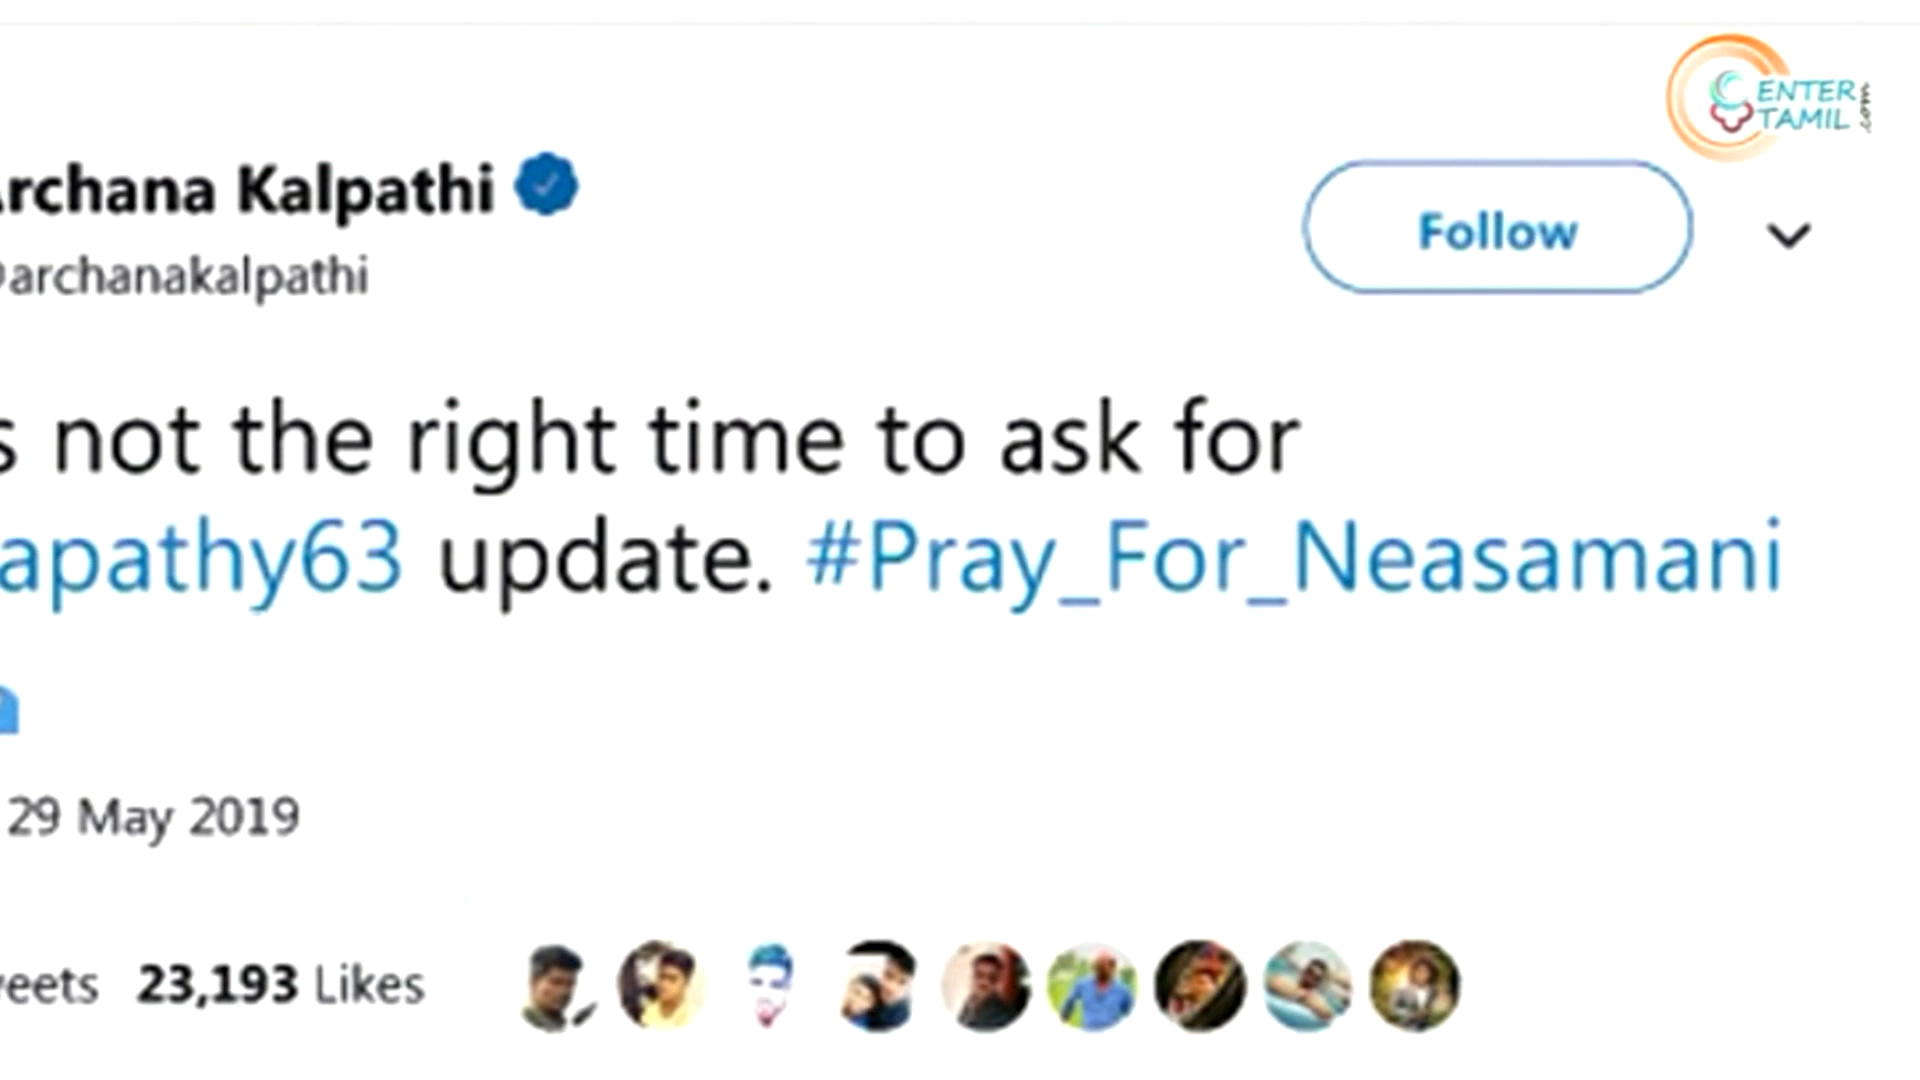 ENTER
TAMIL .com
rchana Kalpathi
archanakalpathi
Follow
s not the right time to ask for
apathy63 update. #Pray_For_Neasamani
29 May 2019
eets 23,193 Likes